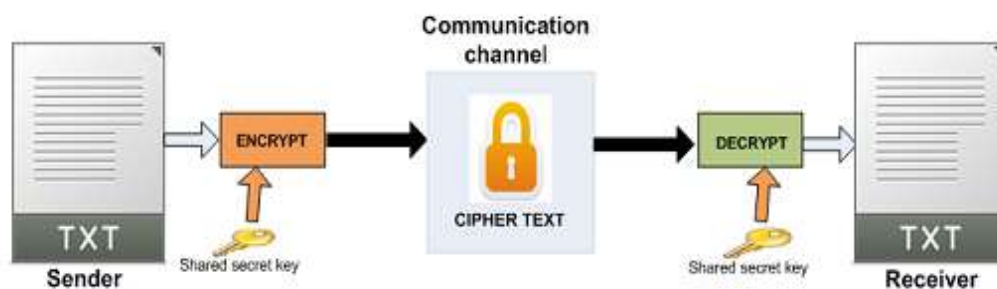 Communication
channel
ENCRYPT
DECRYPT
CIPHER TEXT
TXT
TXT
Shared secret key
Shared secret key
Sender
Receiver